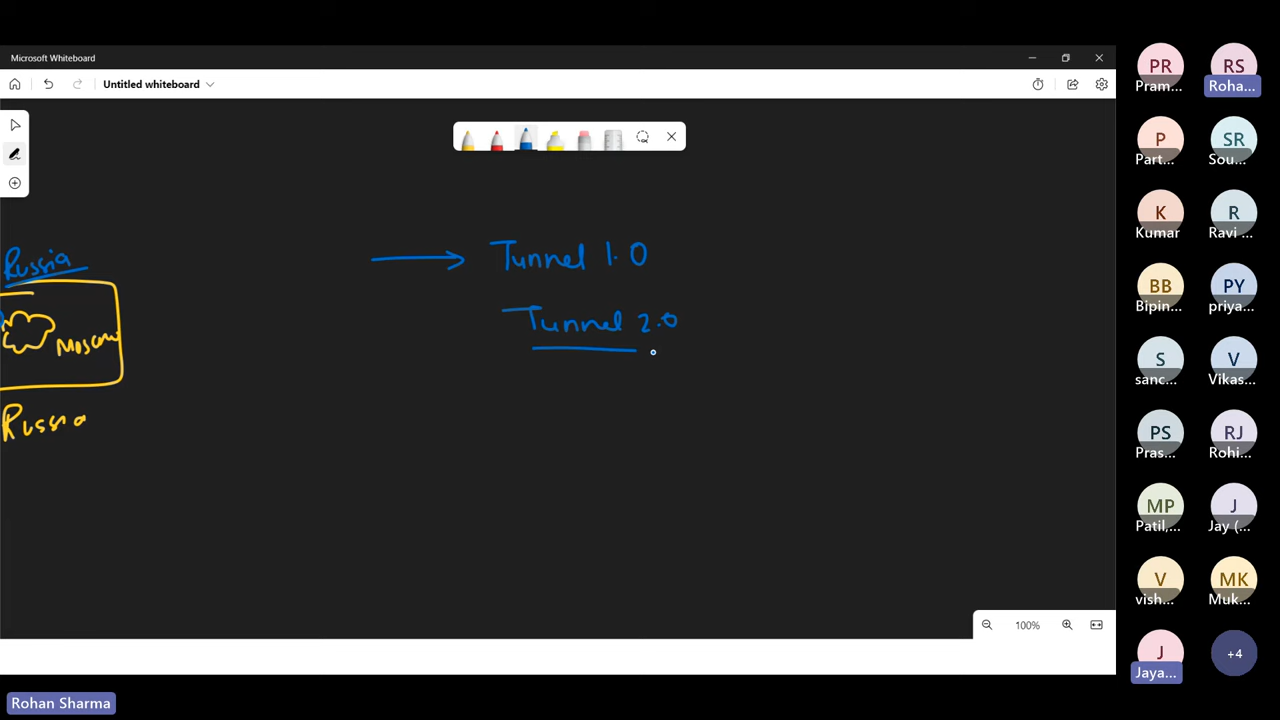 Microsoft Whiteboard
Untitled whiteboard
Russia
Moscow
Russia
Tunnel 1.0
Tunnel 2.0
100%
PR
Pram...
RS
Roha...
P
Part...
SR
Sou...
K
Kumar
R
Ravi ...
BB
Bipin...
PY
priya...
S
sanc...
V
Vikas...
PS
Pras...
RJ
Rohi...
MP
Patil,...
J
Jay (...
V
vish...
MK
Muk...
J
Jaya...
+4
Rohan Sharma